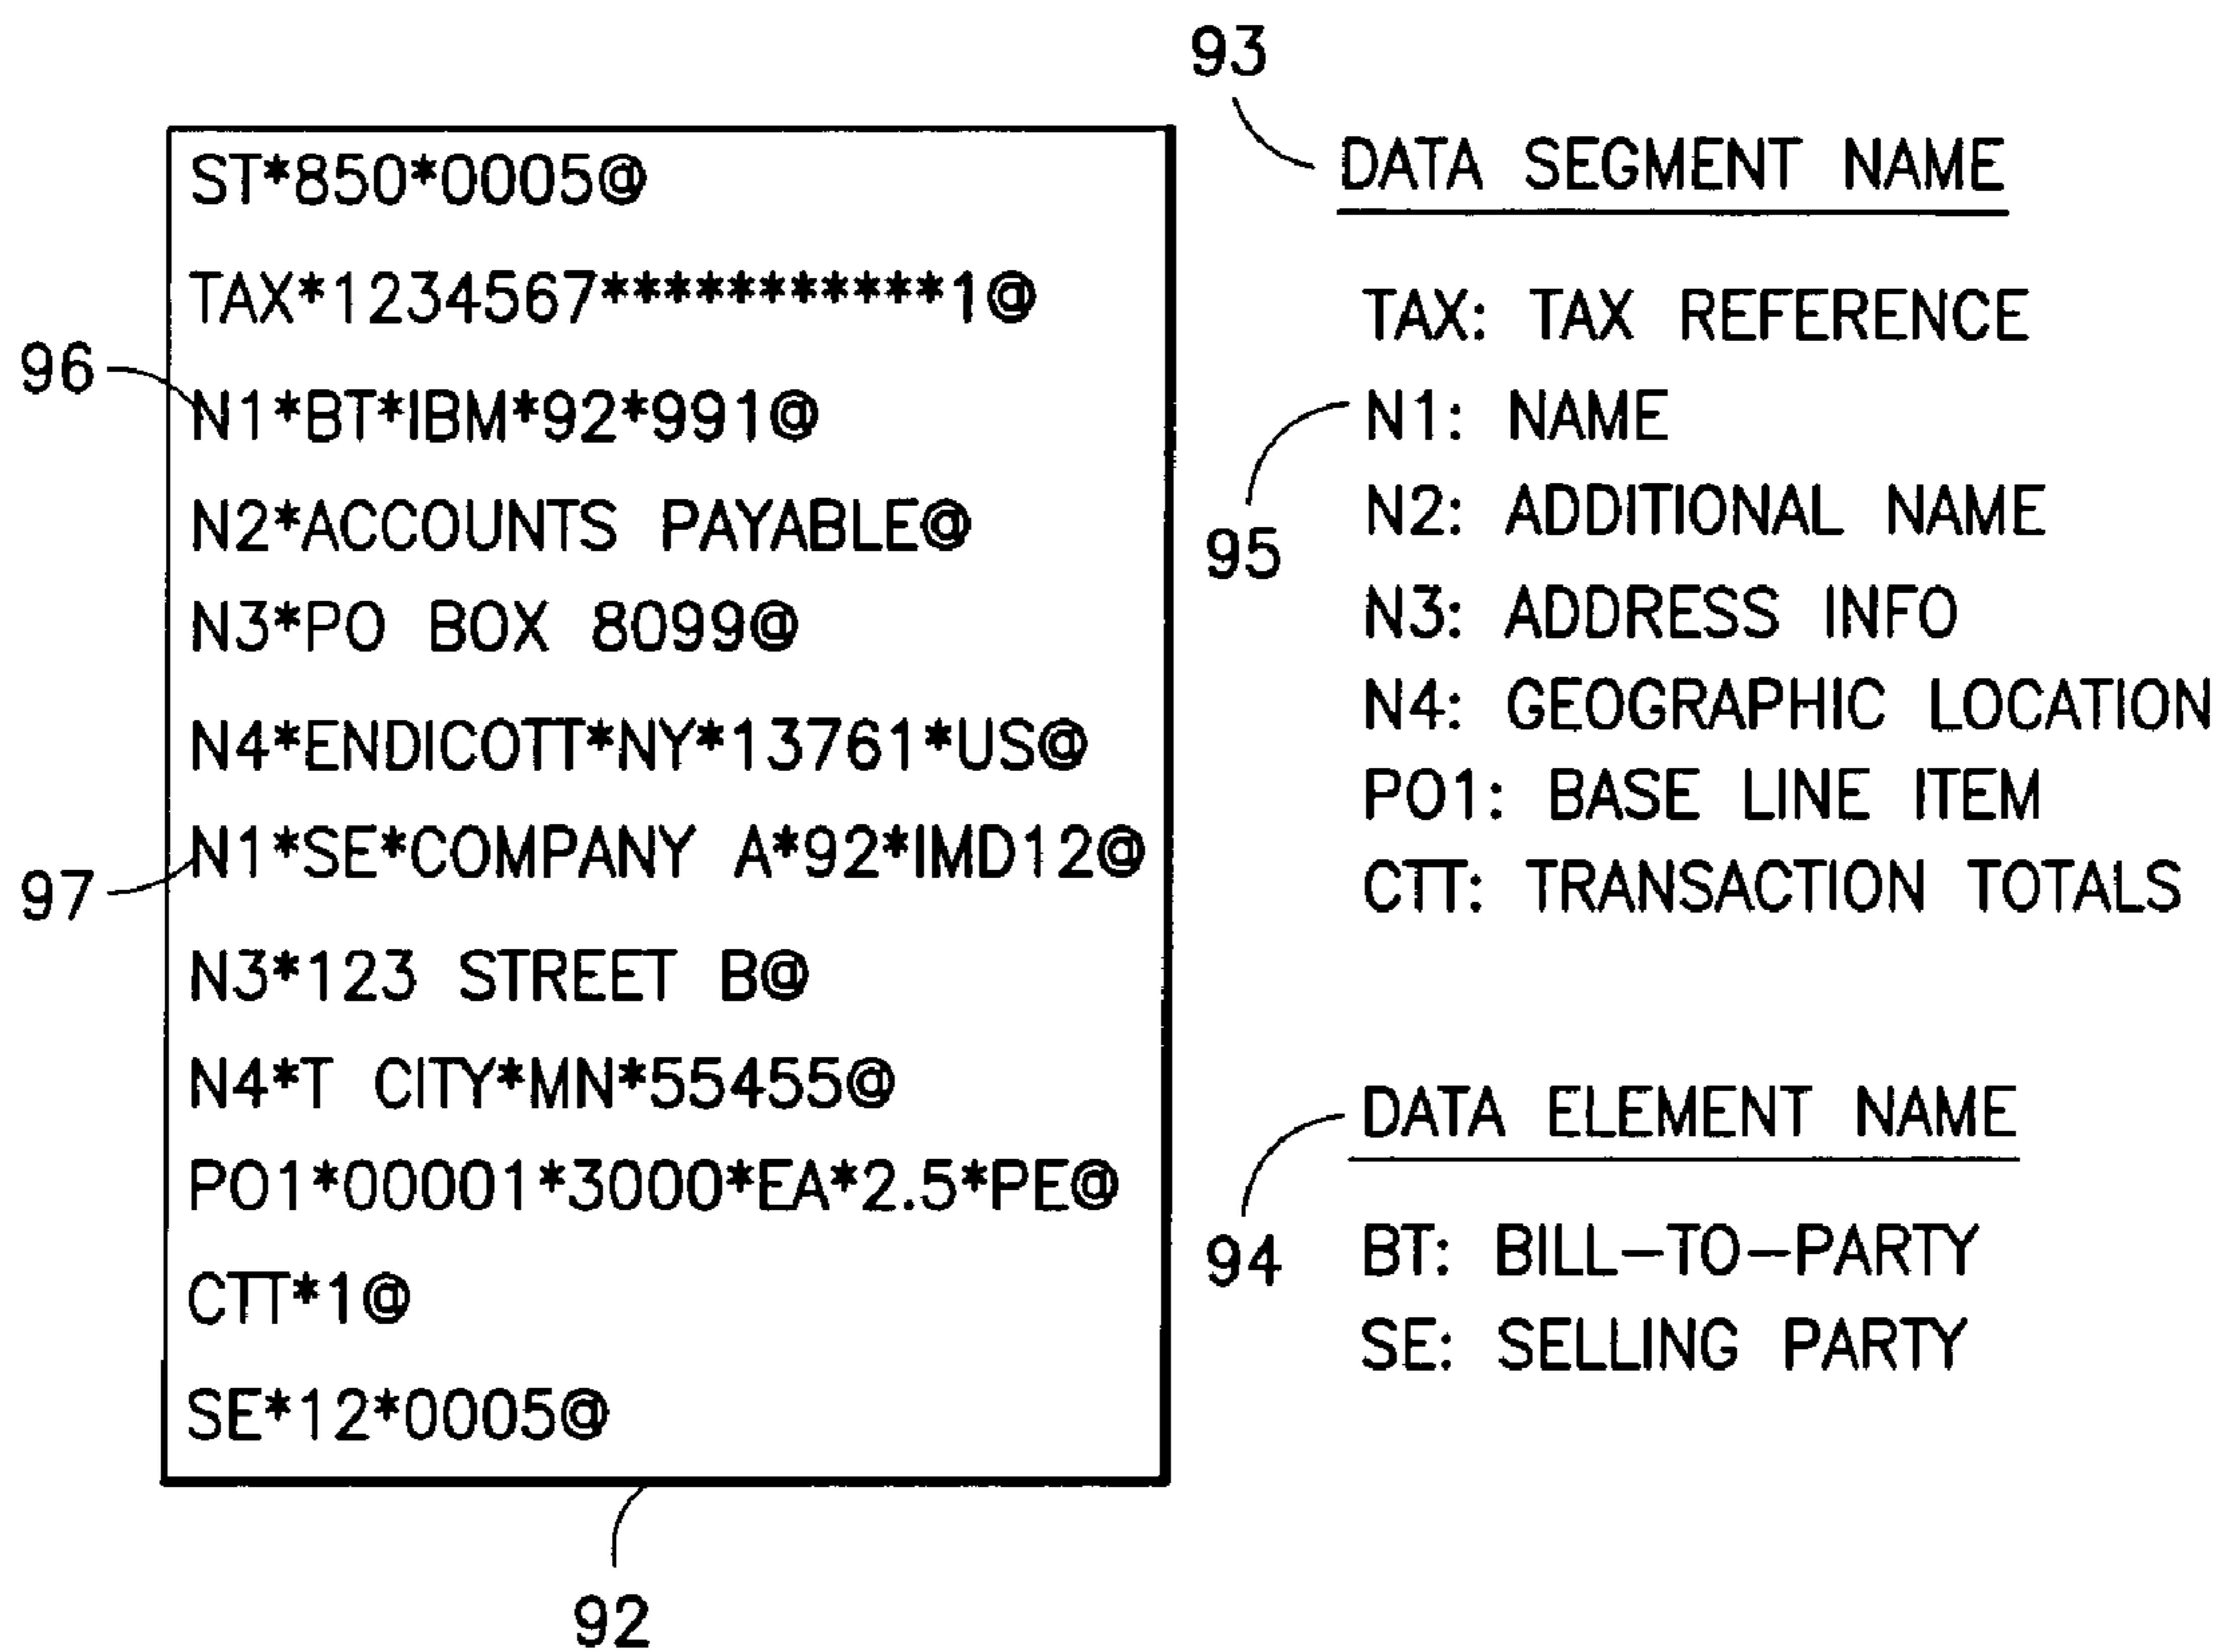 ST*850*0005@
TAX*1234567***********1@
N1*BT*IBM*92*991@
N2*ACCOUNTS PAYABLE@
N3*PO BOX 8099@
N4*ENDICOTT*NY*13761*US@
N1*SE*COMPANY A*92*IMD12@
N3*123 STREET B@
N4*T CITY*MN*55455@
PO1*00001*3000*EA*2.5*PE@
CTT*1@
SE*12*0005@
96
97
92
93
DATA SEGMENT NAME
TAX: TAX REFERENCE
N1: NAME
95
N2: ADDITIONAL NAME
N3: ADDRESS INFO
N4: GEOGRAPHIC LOCATION
PO1: BASE LINE ITEM
CTT: TRANSACTION TOTALS
DATA ELEMENT NAME
94
BT: BILL-TO-PARTY
SE: SELLING PARTY